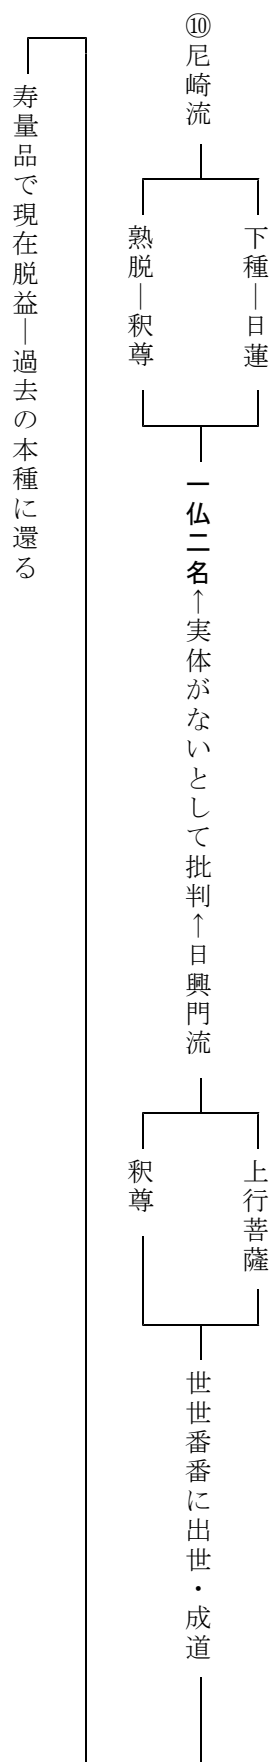 ⑩尼崎流
下種―日蓮
熟脱―釈尊
一仏二名↑実体がないとして批判↑日興門流
上行菩薩
釈尊
世世番番に出世・成道
寿量品で現在脱益―過去の本種に還る